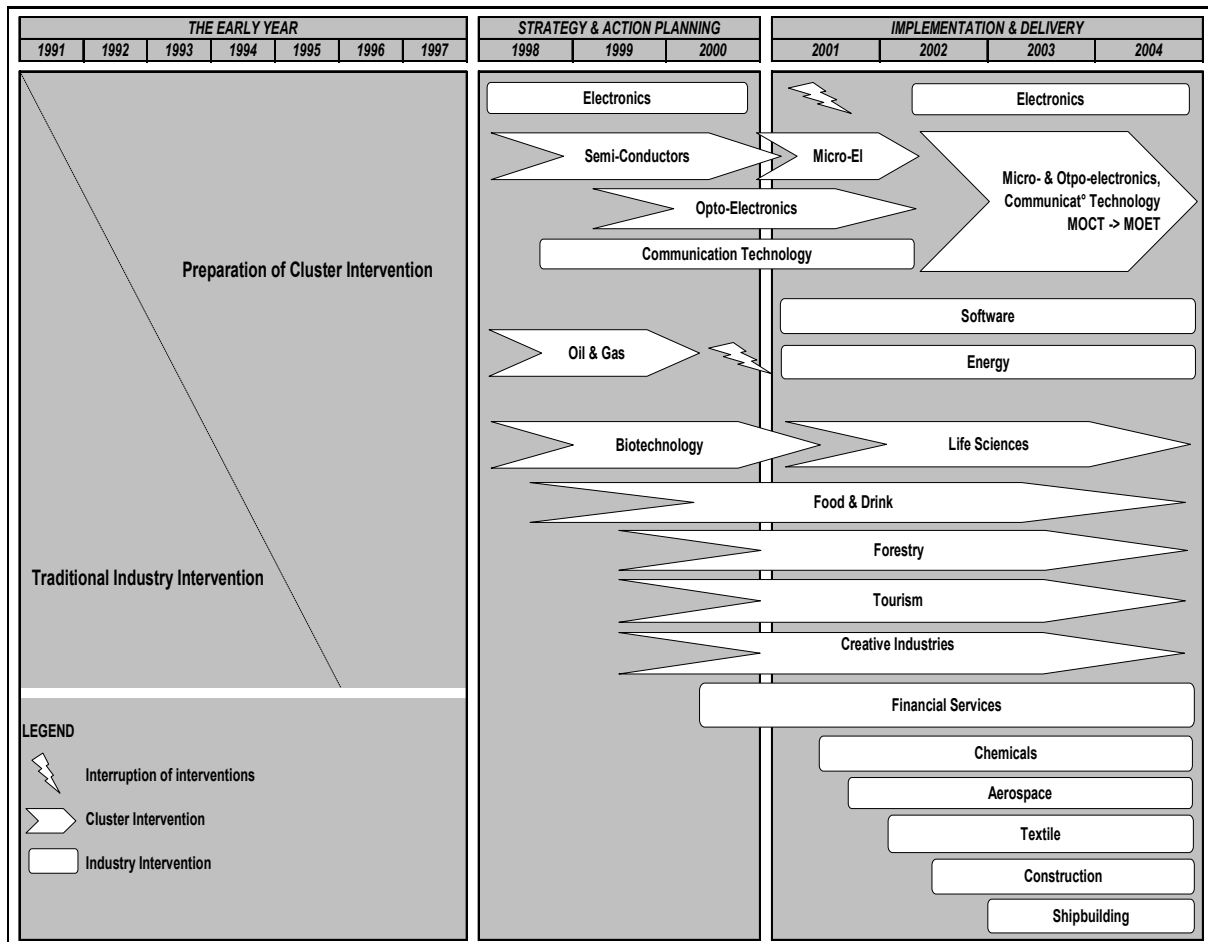 THE EARLY YEAR
STRATEGY & ACTION PLANNING
IMPLEMENTATION & DELIVERY
1991 1992 1993 1994 1995 1996 1997
1998 1999 2000
2001 2002 2003 2004
Electronics
Electronics
Semi-Conductors
Micro-El
Micro- & Otpo-electronics,
Communicat° Technology
MOCT -> MOET
Opto-Electronics
Communication Technology
Preparation of Cluster Intervention
Software
Oil & Gas
Energy
Biotechnology
Life Sciences
Food & Drink
Forestry
Traditional Industry Intervention
Tourism
Creative Industries
Financial Services
LEGEND
Interruption of interventions
Cluster Intervention
Industry Intervention
Chemicals
Aerospace
Textile
Construction
Shipbuilding